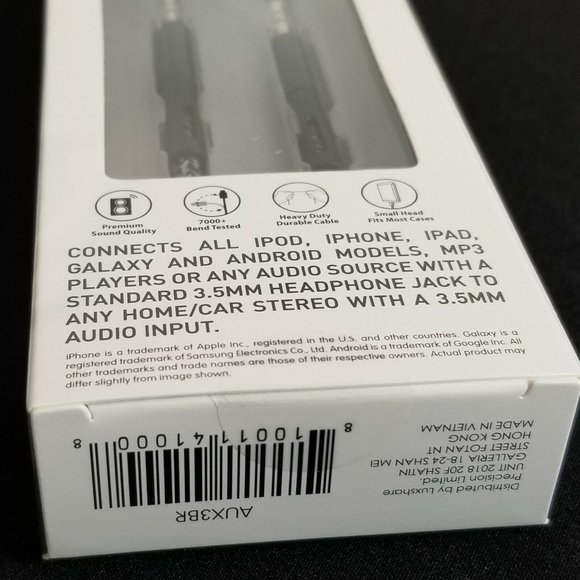 Premium
Sound Quality
7000+
Bend Tested
Heavy Duty
Durable Cable
Small Head
Fits Most Cases
CONNECTS ALL IPOD, IPHONE, IPAD,
GALAXY AND ANDROID MODELS, MP3
PLAYERS OR ANY AUDIO SOURCE WITH A
STANDARD 3.5MM HEADPHONE JACK TO
ANY HOME/CAR STEREO WITH A 3.5MM
AUDIO INPUT.
iPhone is a trademark of Apple Inc., registered in the U.S. and other countries. Galaxy is a
registered trademark of Samsung Electronics Co., Ltd. Android is a trademark of Google Inc. All
other trademarks and trade names are those of their respective owners. Actual product may
differ slightly from image shown.
Distributed by Luxshare
Precision Limited.
UNIT 2018 20F SHATIN
GALLERIA 18-24 SHAN MEI
STREET FOTAN NT
HONG KONG
MADE IN VIETNAM
AUX3BR
8 10011 41000 8